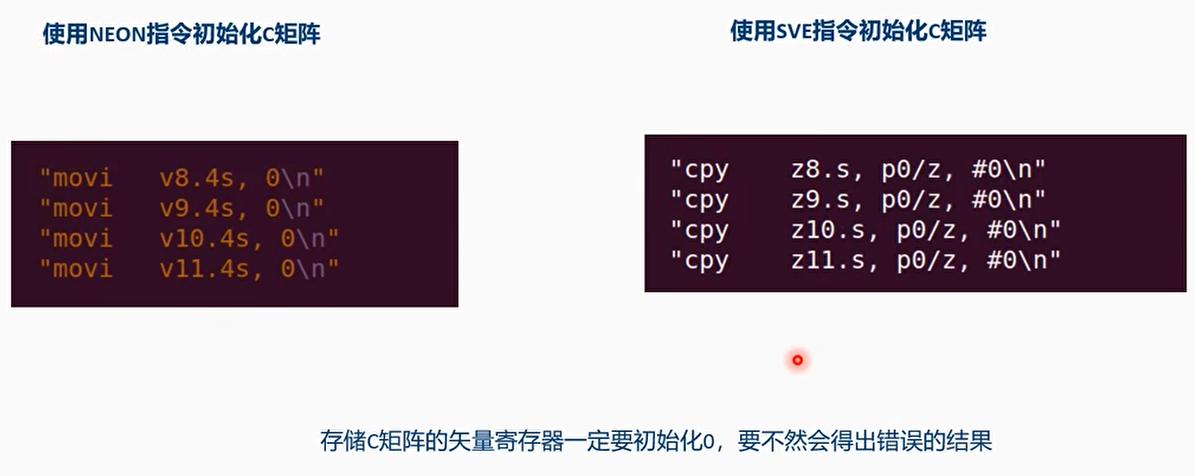 使用NEON指令初始化C矩阵
"movi   v8.4s, 0\n"
"movi   v9.4s, 0\n"
"movi   v10.4s, 0\n"
"movi   v11.4s, 0\n"
使用SVE指令初始化C矩阵
"cpy    z8.s, p0/z, #0\n"
"cpy    z9.s, p0/z, #0\n"
"cpy    z10.s, p0/z, #0\n"
"cpy    z11.s, p0/z, #0\n"
存储C矩阵的矢量寄存器一定要初始化0，要不然会得出错误的结果